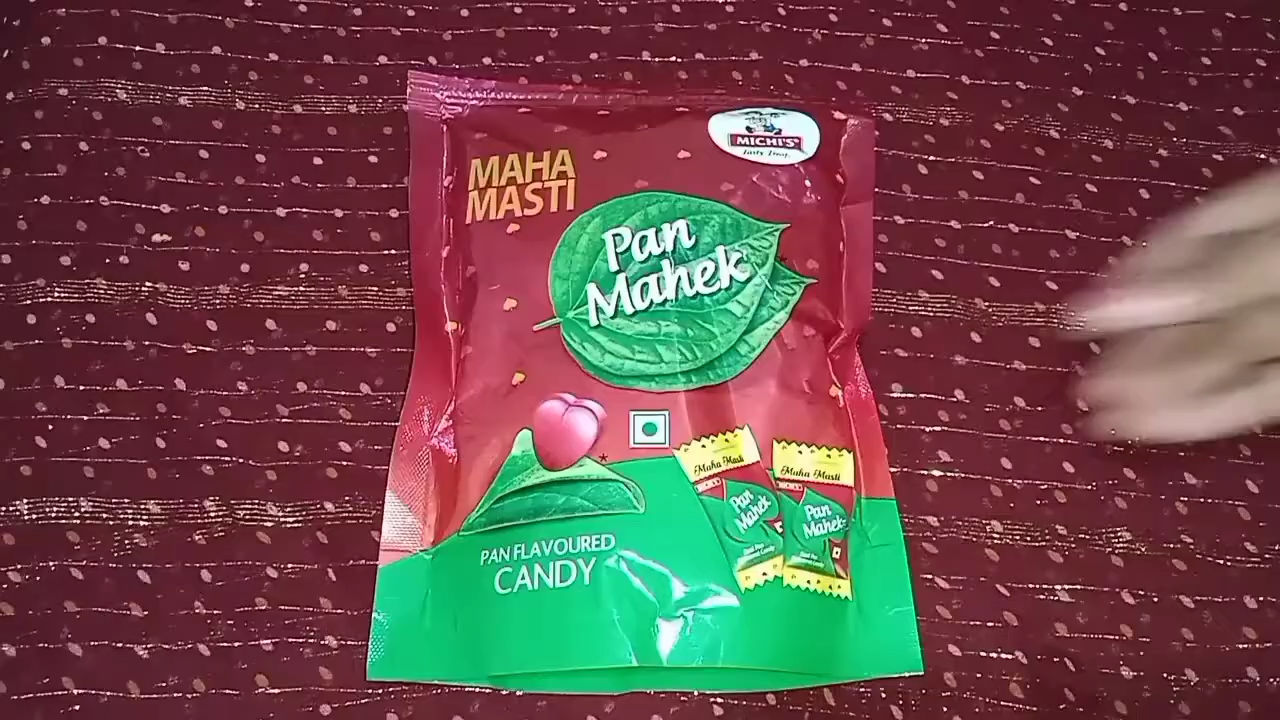 MICHI'S
Tasty Treat
MAHA
MASTI
Pan
Mahek
Maha Masti
Pan
Mahek
Maha Masti
Pan
Mahek
PAN FLAVOURED
CANDY